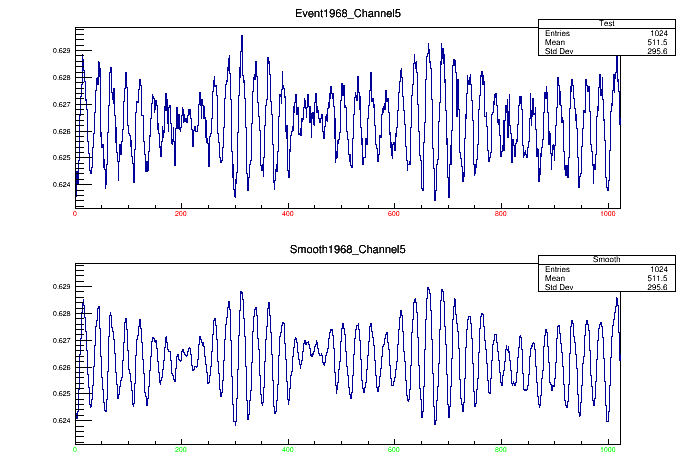 Event1968_Channel5
Test
Entries 1024
Mean 511.5
Std Dev 295.6
0.629
0.628
0.627
0.626
0.625
0.624
0 200 400 600 800 1000
Smooth1968_Channel5
Smooth
Entries 1024
Mean 511.5
Std Dev 295.6
0.629
0.628
0.627
0.626
0.625
0.624
0 200 400 600 800 1000